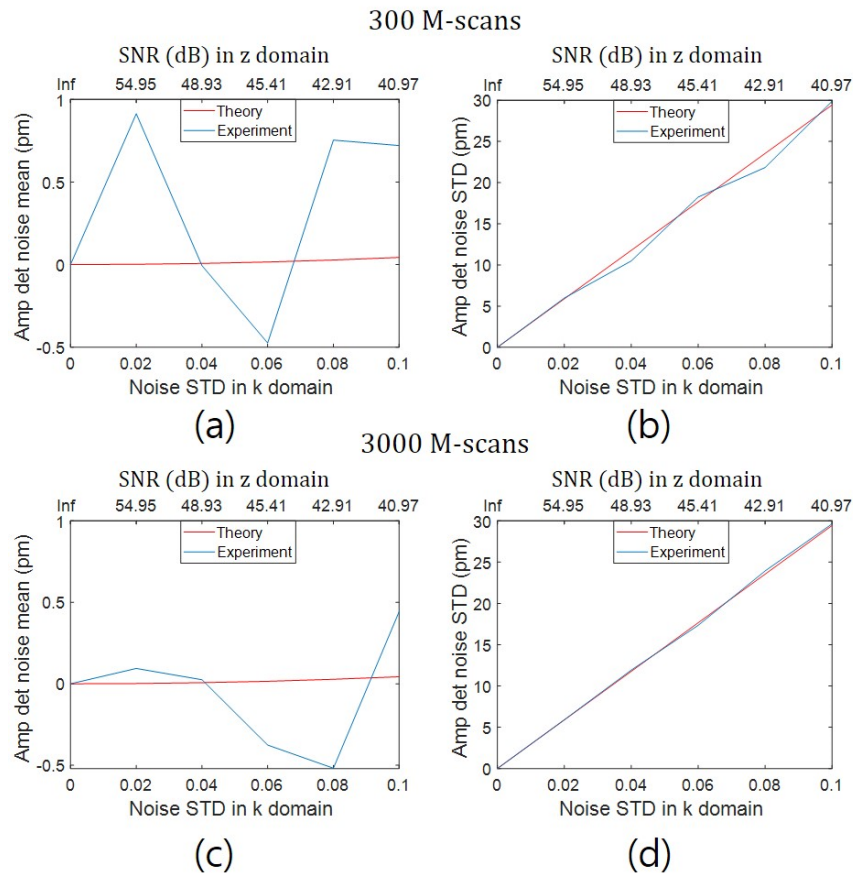 300 M-scans
SNR (dB) in z domain
Inf 54.95 48.93 45.41 42.91 40.97
1
0.5
0
-0.5
Amp det noise mean (pm)
Theory
Experiment
0 0.02 0.04 0.06 0.08 0.1
Noise STD in k domain
(a)
SNR (dB) in z domain
Inf 54.95 48.93 45.41 42.91 40.97
30
25
20
15
10
5
0
Amp det noise STD (pm)
Theory
Experiment
0 0.02 0.04 0.06 0.08 0.1
Noise STD in k domain
(b)
3000 M-scans
SNR (dB) in z domain
Inf 54.95 48.93 45.41 42.91 40.97
1
0.5
0
-0.5
Amp det noise mean (pm)
Theory
Experiment
0 0.02 0.04 0.06 0.08 0.1
Noise STD in k domain
(c)
SNR (dB) in z domain
Inf 54.95 48.93 45.41 42.91 40.97
30
25
20
15
10
5
0
Amp det noise STD (pm)
Theory
Experiment
0 0.02 0.04 0.06 0.08 0.1
Noise STD in k domain
(d)